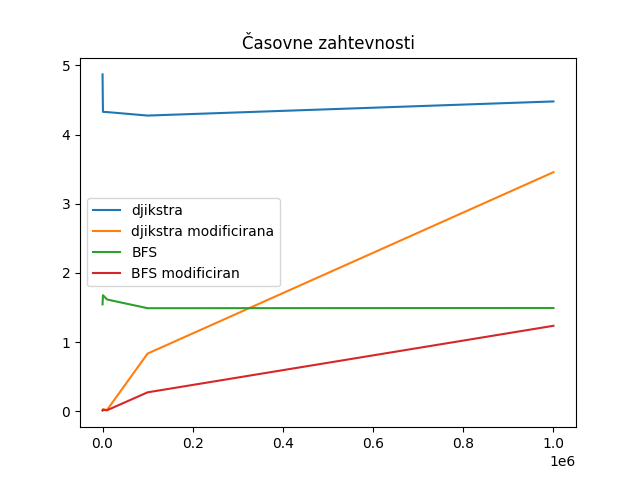 Časovne zahtevnosti
5
4
3
2
1
0
djikstra
djikstra modificirana
BFS
BFS modificiran
0.0 0.2 0.4 0.6 0.8 1.0
1e6